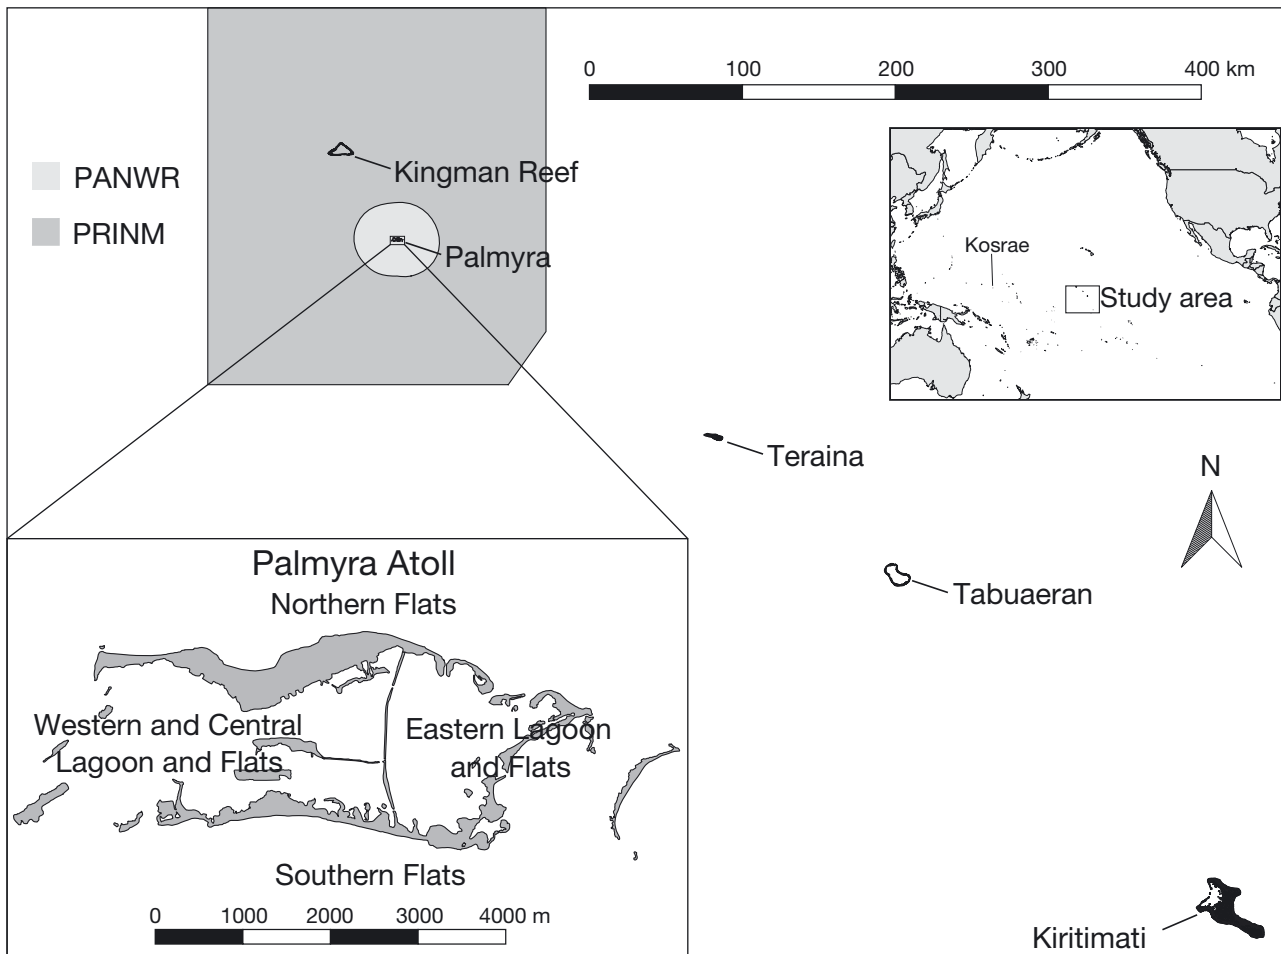 0 100 200 300 400 km
PANWR
PRINM
Kingman Reef
Palmyra
Kosrae
Study area
Teraina
N
Tabuaeran
Kiritimati
Palmyra Atoll
Northern Flats
Western and Central
Lagoon and Flats
Eastern Lagoon
and Flats
Southern Flats
0 1000 2000 3000 4000 m